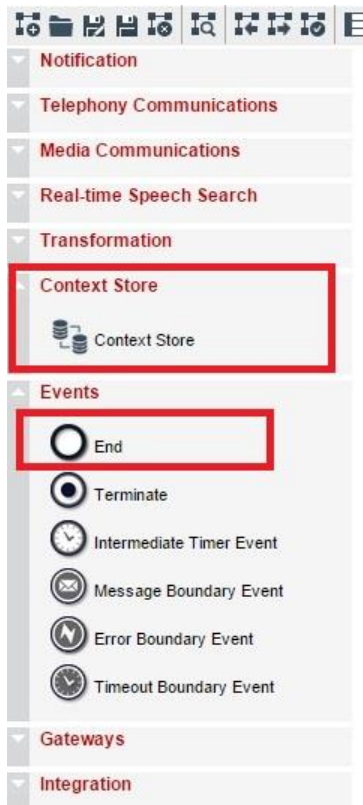 Notification
Telephony Communications
Media Communications
Real-time Speech Search
Transformation
Context Store
Context Store
Events
End
Terminate
Intermediate Timer Event
Message Boundary Event
Error Boundary Event
Timeout Boundary Event
Gateways
Integration